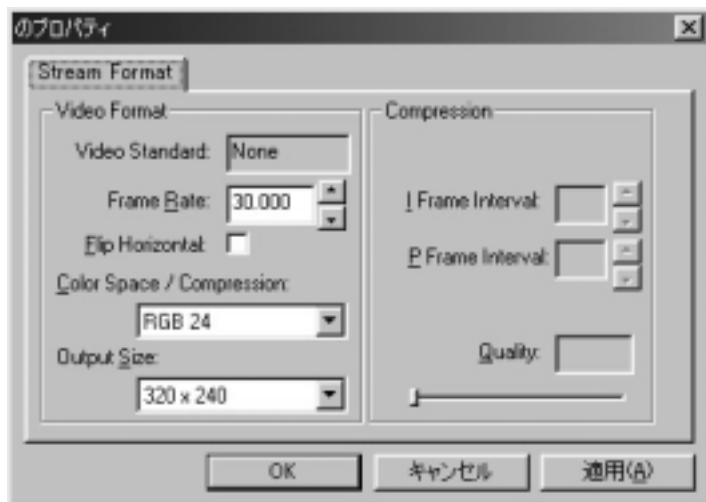 のプロパティ
Stream Format
Video Format
Video Standard: None
Frame Rate: 30.000
Flip Horizontal:
Color Space / Compression:
RGB 24
Output Size:
320 x 240
Compression
I Frame Interval:
P Frame Interval:
Quality:
OK
キャンセル
適用(A)